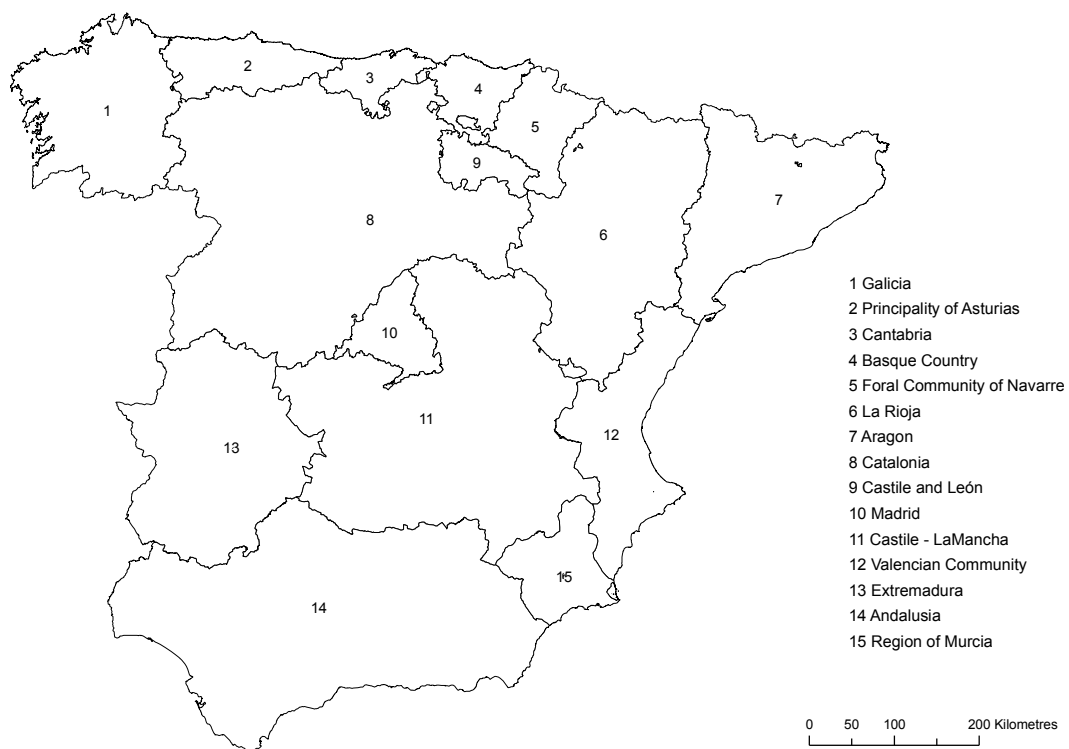 1
2
3
4
5
6
7
8
9
10
11
12
13
14
15
1 Galicia
2 Principality of Asturias
3 Cantabria
4 Basque Country
5 Foral Community of Navarre
6 La Rioja
7 Aragon
8 Catalonia
9 Castile and León
10 Madrid
11 Castile - LaMancha
12 Valencian Community
13 Extremadura
14 Andalusia
15 Region of Murcia
0 50 100 200 Kilometres